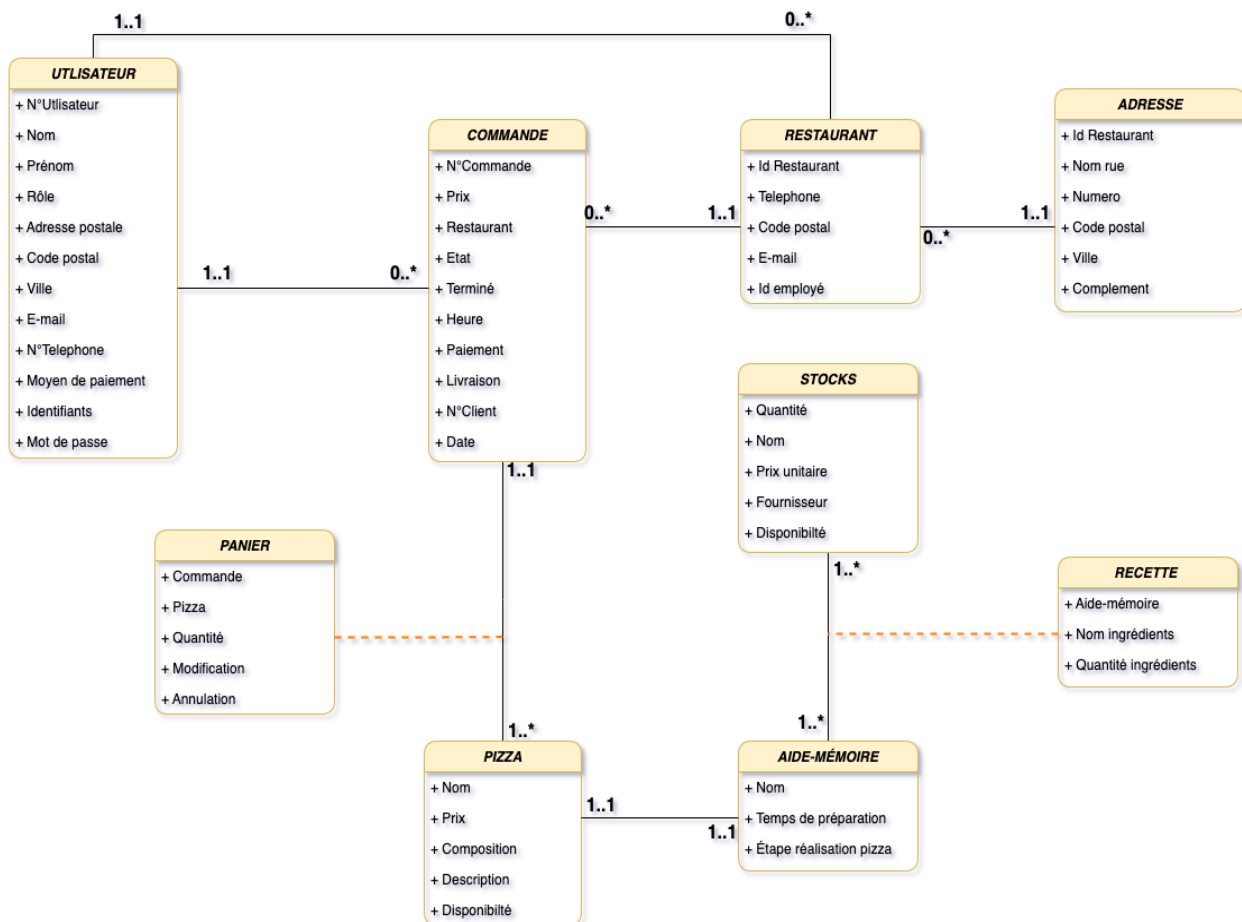 1..1
0..*
UTLISATEUR
+ N°Utlisateur
+ Nom
+ Prénom
+ Rôle
+ Adresse postale
+ Code postal
+ Ville
+ E-mail
+ N°Telephone
+ Moyen de paiement
+ Identifiants
+ Mot de passe
1..1
0..*
COMMANDE
+ N°Commande
+ Prix
+ Restaurant
+ Etat
+ Terminé
+ Heure
+ Paiement
+ Livraison
+ N°Client
+ Date
0..*
1..1
RESTAURANT
+ Id Restaurant
+ Telephone
+ Code postal
+ E-mail
+ Id employé
0..*
1..1
ADRESSE
+ Id Restaurant
+ Nom rue
+ Numero
+ Code postal
+ Ville
+ Complement
1..1
STOCKS
+ Quantité
+ Nom
+ Prix unitaire
+ Fournisseur
+ Disponibilté
1..*
PANIER
+ Commande
+ Pizza
+ Quantité
+ Modification
+ Annulation
RECETTE
+ Aide-mémoire
+ Nom ingrédients
+ Quantité ingrédients
1..*
1..*
PIZZA
+ Nom
+ Prix
+ Composition
+ Description
+ Disponibilté
1..1
1..1
AIDE-MÉMOIRE
+ Nom
+ Temps de préparation
+ Étape réalisation pizza